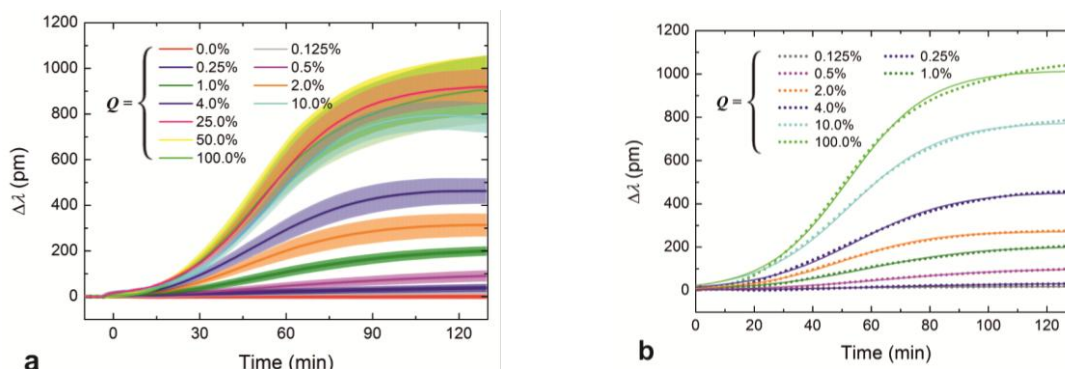 1200
1000
800
600
400
200
0
Δλ (pm)
Q =
0.0% 0.125%
0.25% 0.5%
1.0% 2.0%
4.0% 10.0%
25.0%
50.0%
100.0%
0 30 60 90 120
Time (min)
a
1200
1000
800
600
400
200
0
Δλ (pm)
Q =
0.125% 0.25%
0.5% 1.0%
2.0%
4.0%
10.0%
100.0%
0 20 40 60 80 100 120
Time (min)
b